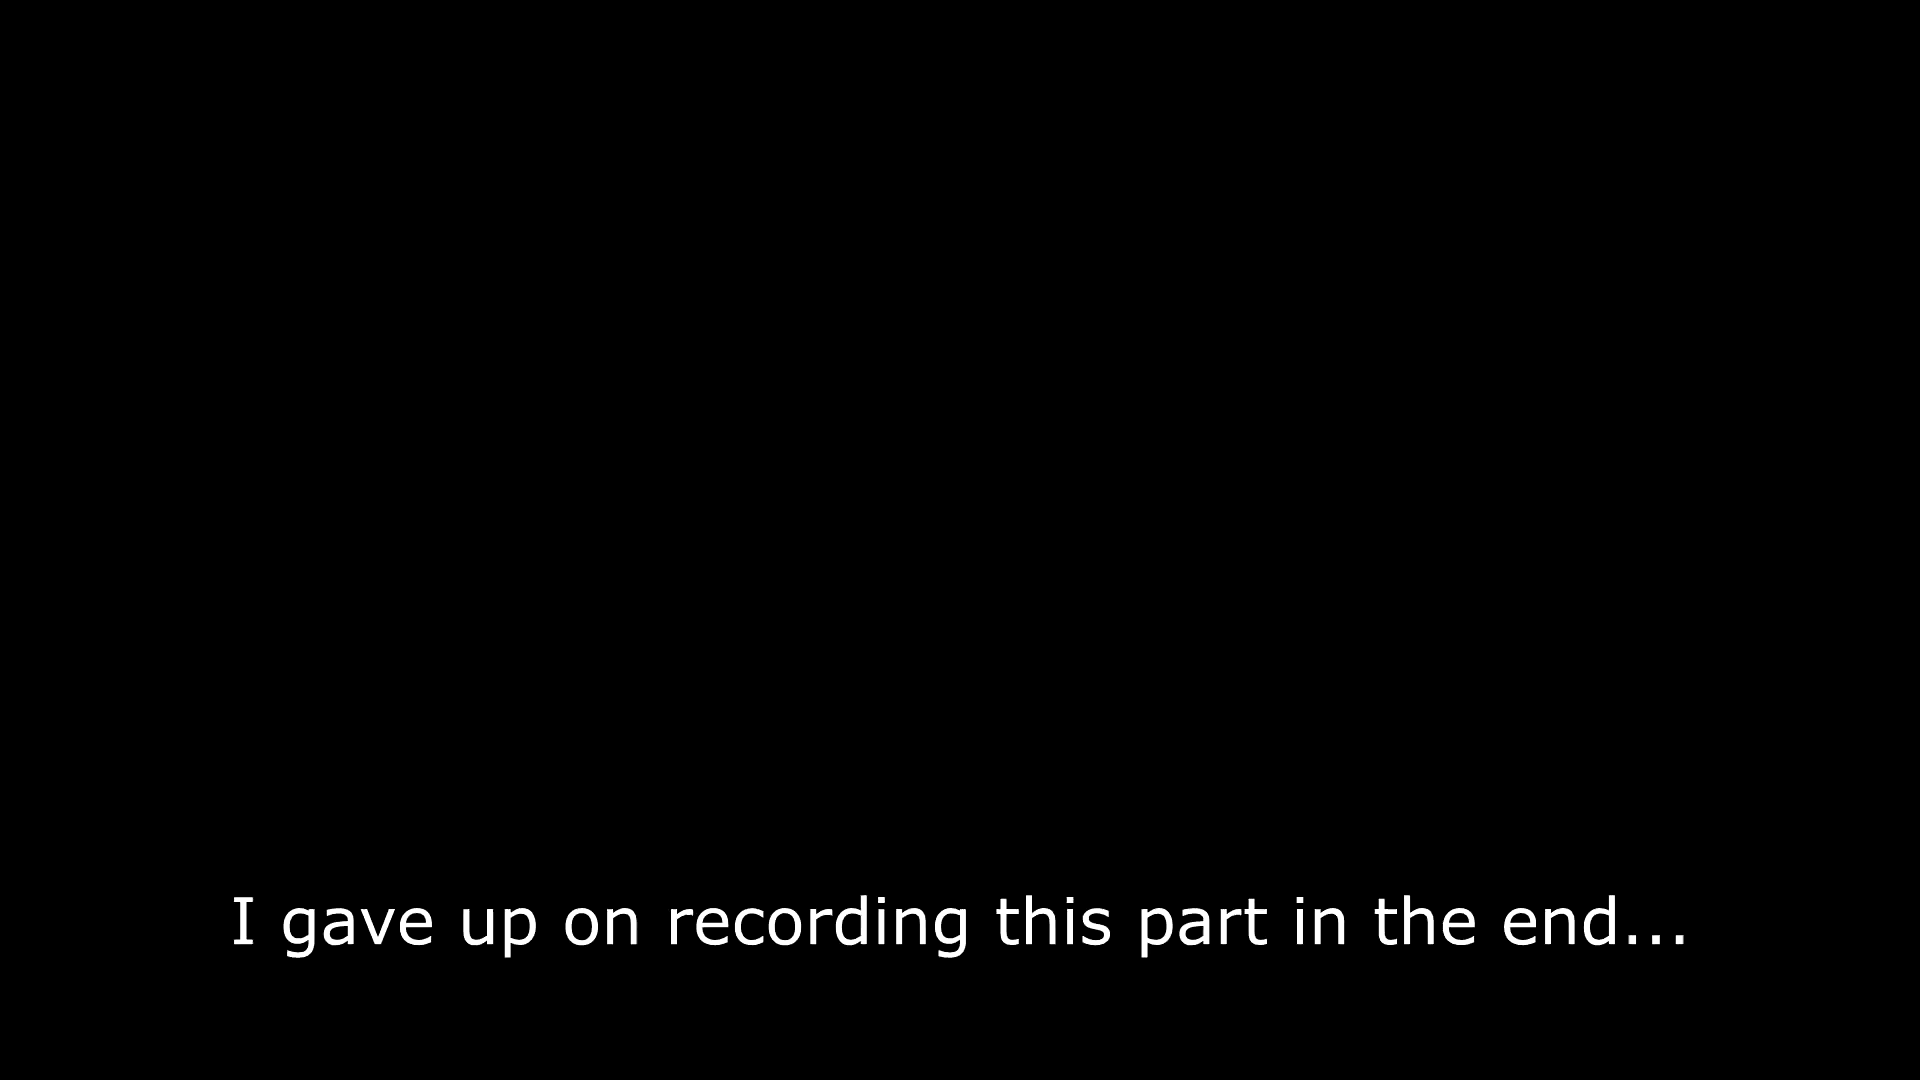 I gave up on recording this part in the end...